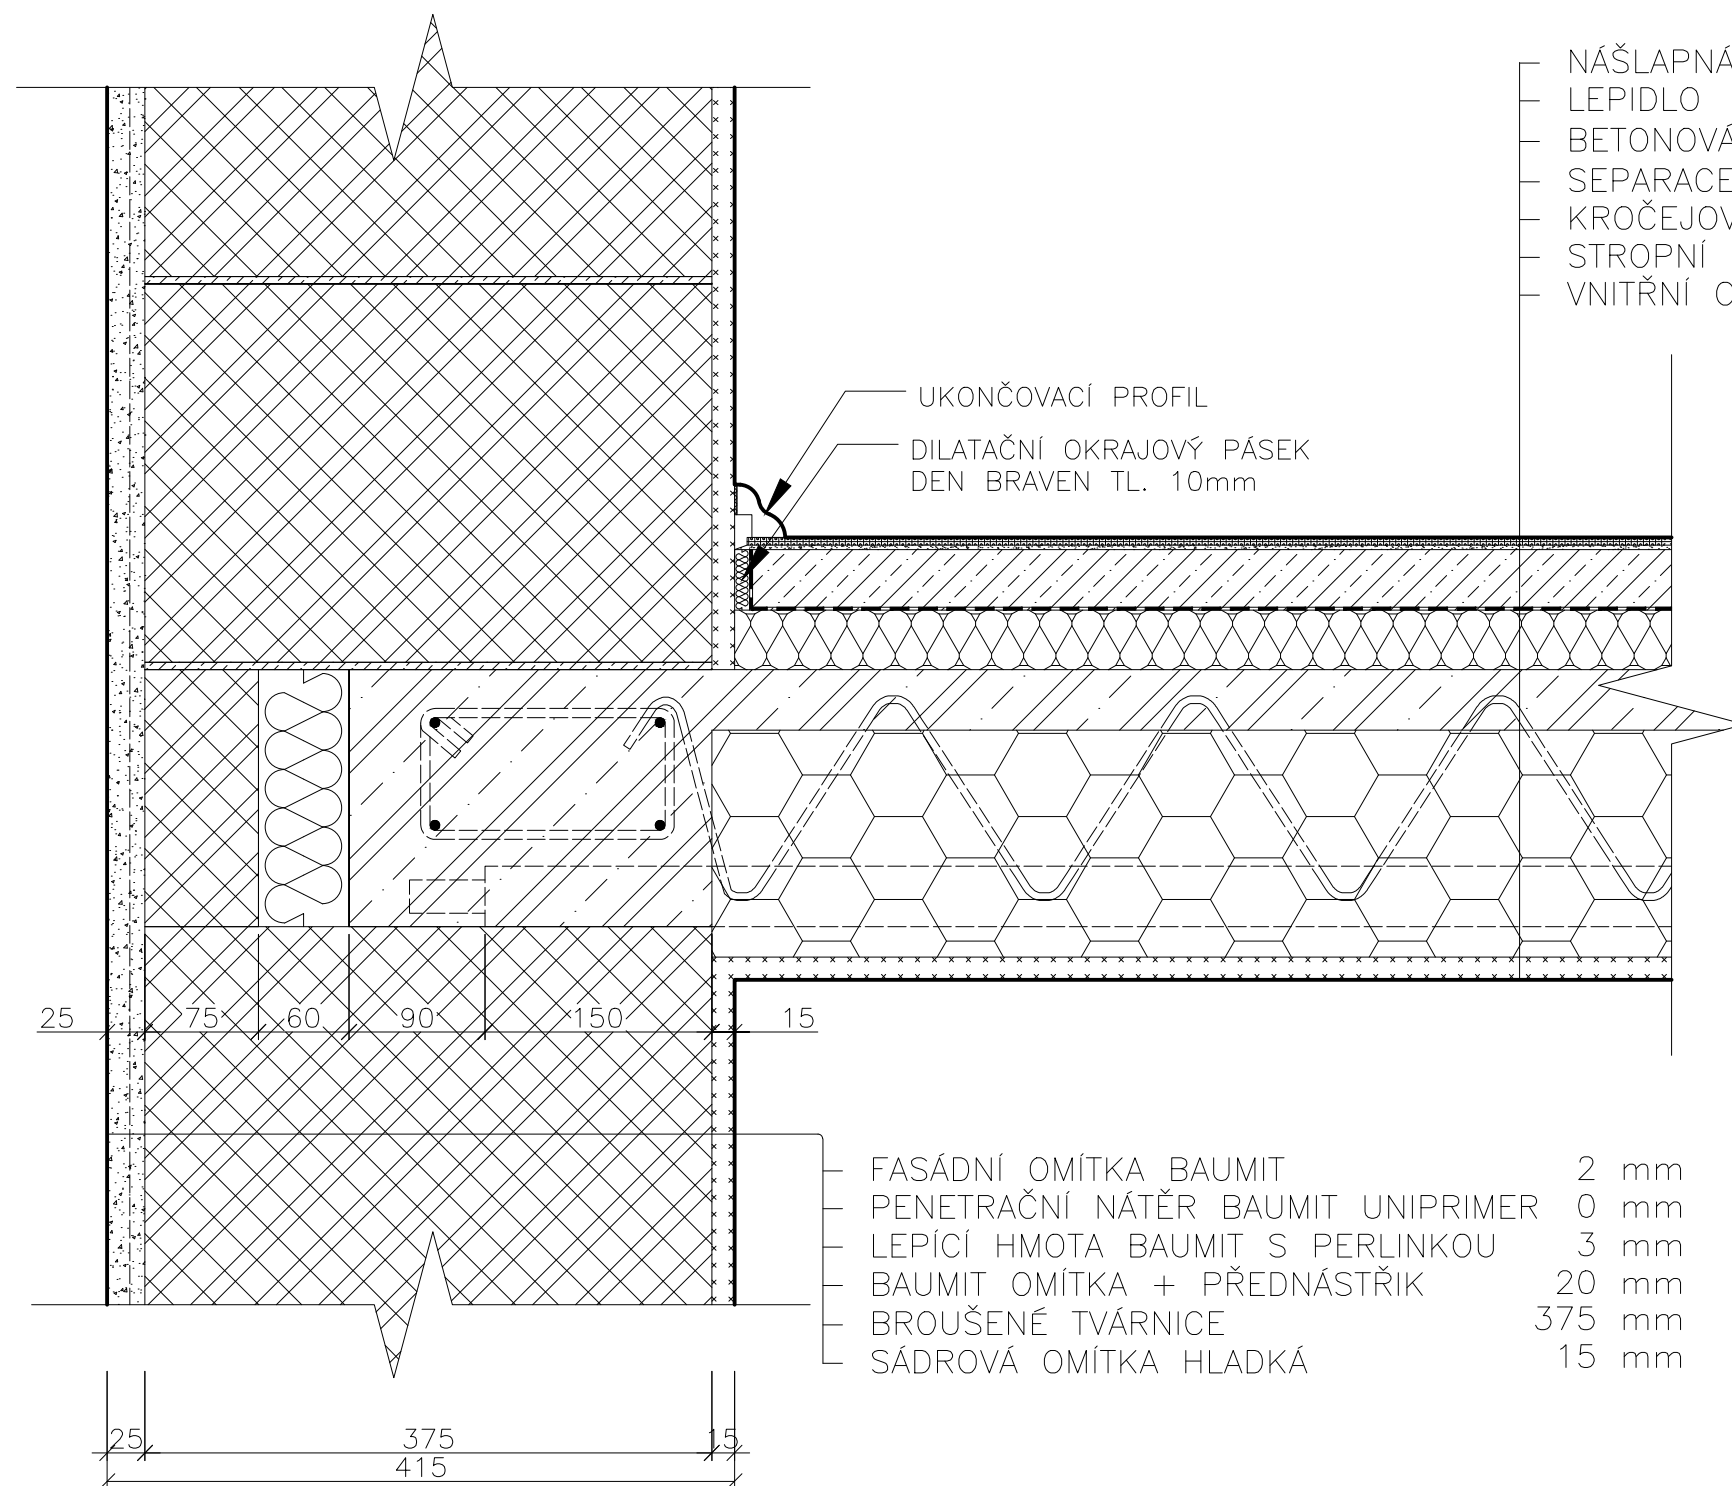 NÁŠLAPNÁ
LEPIDLO
BETONOVÁ
SEPARACE
KROČEJOV
STROPNÍ
VNITŘNÍ
UKONČOVACÍ PROFIL
DILATAČNÍ OKRAJOVÝ PÁSEK
DEN BRAVEN TL. 10mm
25 75 60 90 150 15
FASÁDNÍ OMÍTKA BAUMIT 2 mm
PENETRAČNÍ NÁTĚR BAUMIT UNIPRIMER 0 mm
LEPÍCÍ HMOTA BAUMIT S PERLINKOU 3 mm
BAUMIT OMÍTKA + PŘEDNÁSTŘIK 20 mm
BROUŠENÉ TVÁRNICE 375 mm
SÁDROVÁ OMÍTKA HLADKÁ 15 mm
25 375 15
415